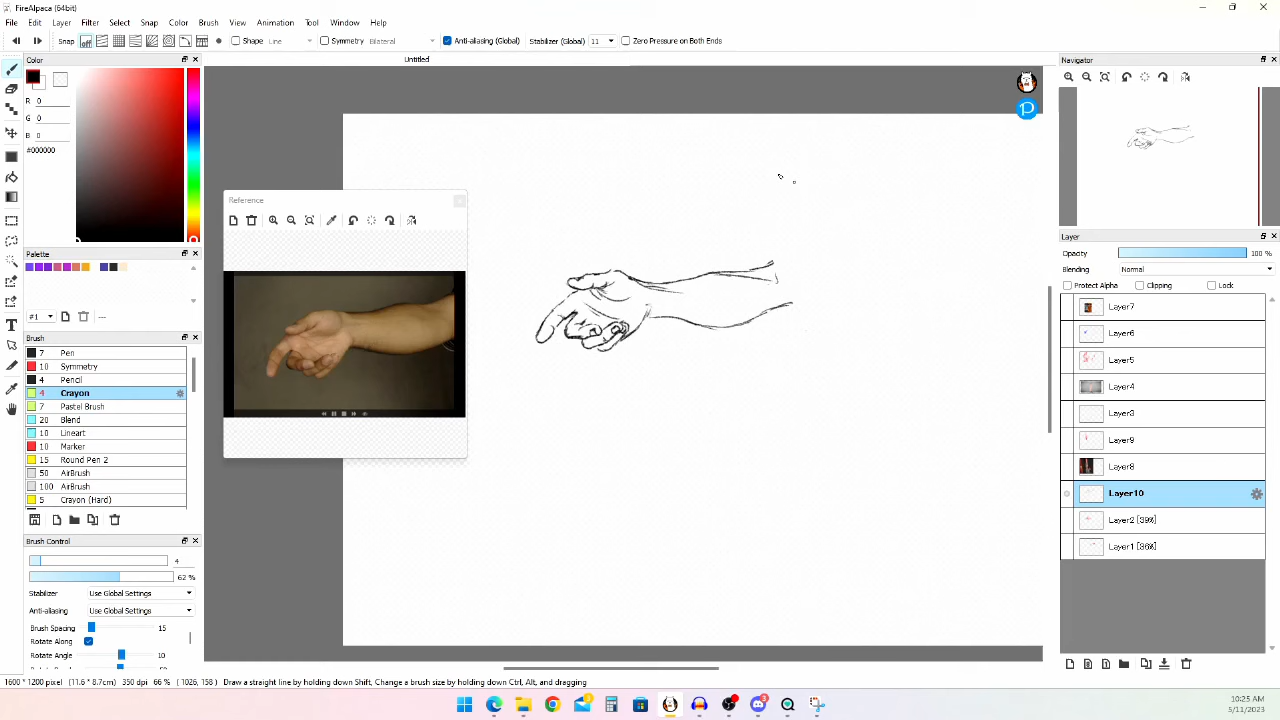 FireAlpaca (64bit)
File Edit Layer Filter Select Snap Color Brush View Animation Tool Window Help
Snap Shape Line Symmetry Bilateral Anti-aliasing (Global) Stabilizer (Global) 11 Zero Pressure on Both Ends
Color
R 0
G 0
B 0
#000000
Palette
#1 ---
Brush
7 Pen
10 Symmetry
4 Pencil
4 Crayon
7 Pastel Brush
20 Blend
10 Lineart
10 Marker
15 Round Pen 2
50 AirBrush
100 AirBrush
5 Crayon (Hard)
Brush Control
4
62 %
Stabilizer Use Global Settings
Anti-aliasing Use Global Settings
Brush Spacing 15
Rotate Along
Rotate Angle 10
Untitled
Reference
Navigator
Layer
Opacity 100 %
Blending Normal
Protect Alpha Clipping Lock
Layer7
Layer6
Layer5
Layer4
Layer3
Layer9
Layer8
Layer10
Layer2 [39%]
Layer1 [36%]
1600 * 1200 pixel (11.6 * 8.7cm) 350 dpi 66 % (1026, 158) Draw a straight line by holding down Shift, Change a brush size by holding down Ctrl, Alt, and dragging
10:25 AM
5/11/2023